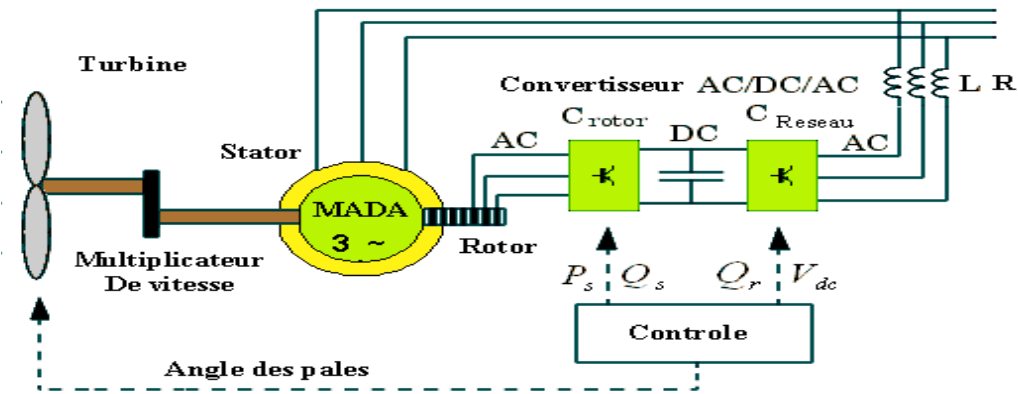 Turbine
Convertisseur AC/DC/AC
L R
C rotor
DC
C Reseau
AC
AC
Stator
MADA
3 ~
Rotor
Multiplicateur
De vitesse
Ps Qs
Qr Vdc
Controle
Angle des pales